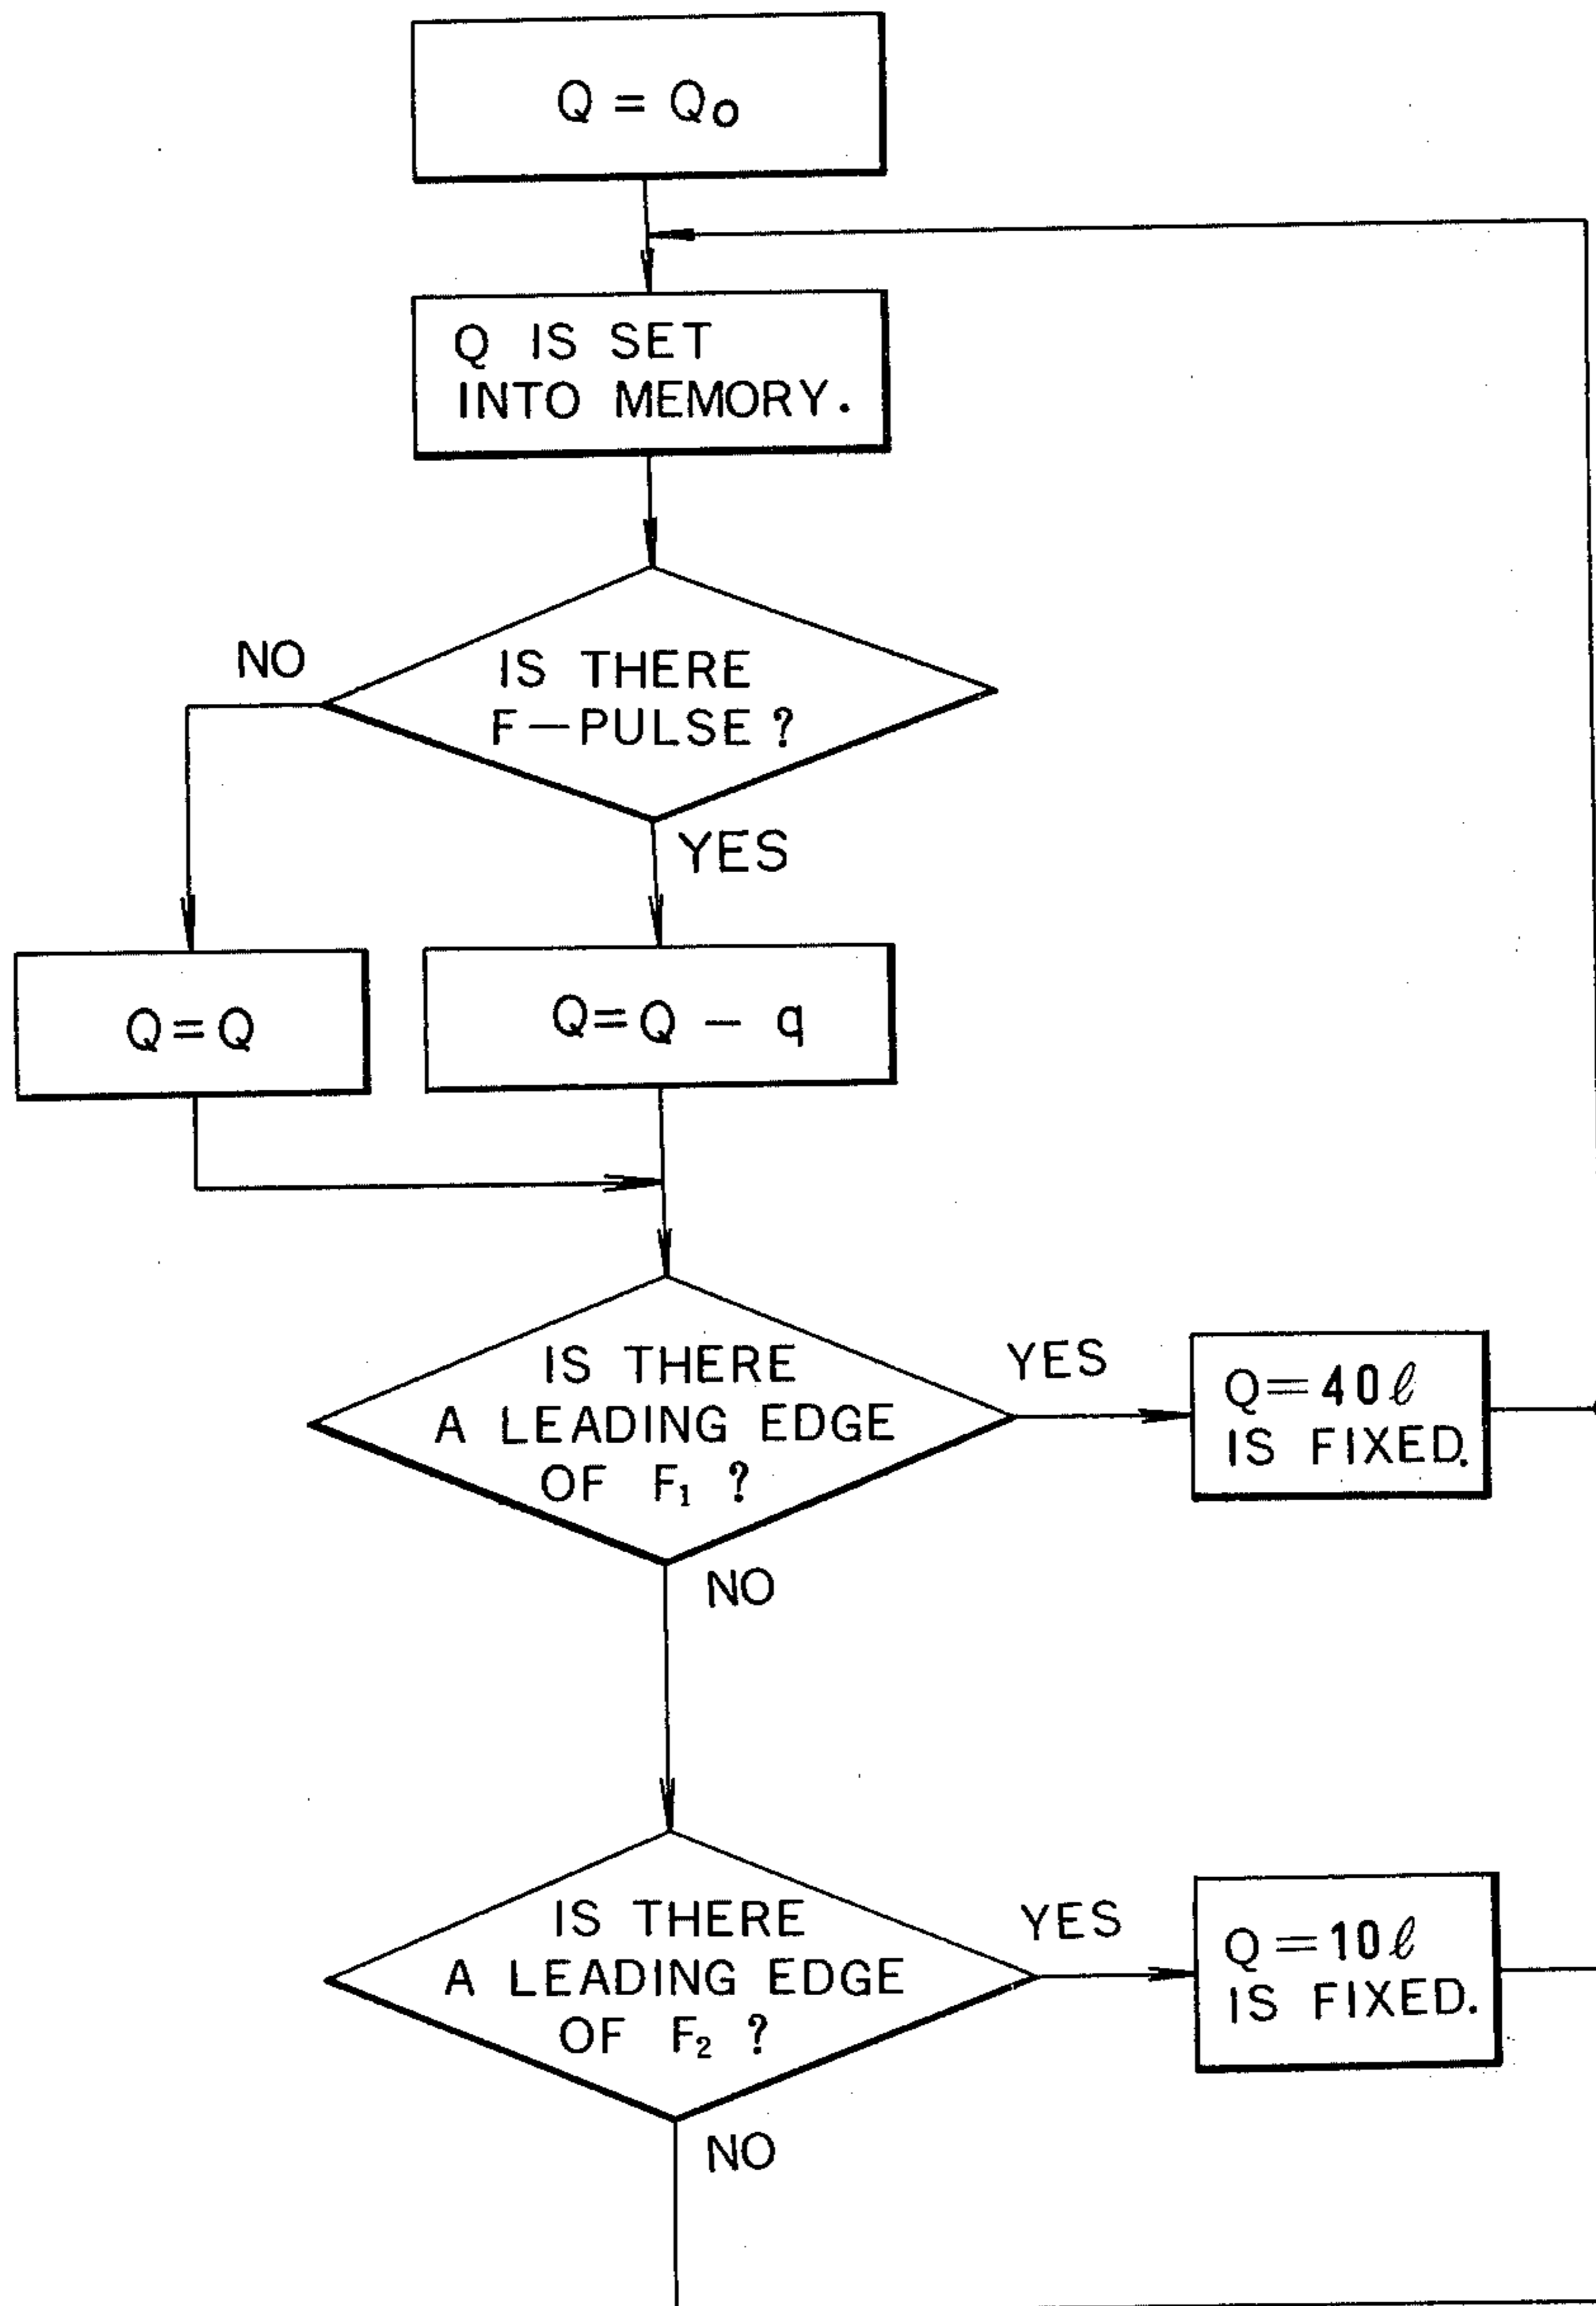 Q = Q₀
Q IS SET
INTO MEMORY.
NO
IS THERE
F—PULSE ?
YES
Q=Q
Q=Q – q
IS THERE
A LEADING EDGE
OF F₁ ?
YES
Q=40ℓ
IS FIXED.
NO
IS THERE
A LEADING EDGE
OF F₂ ?
YES
Q=10ℓ
IS FIXED.
NO